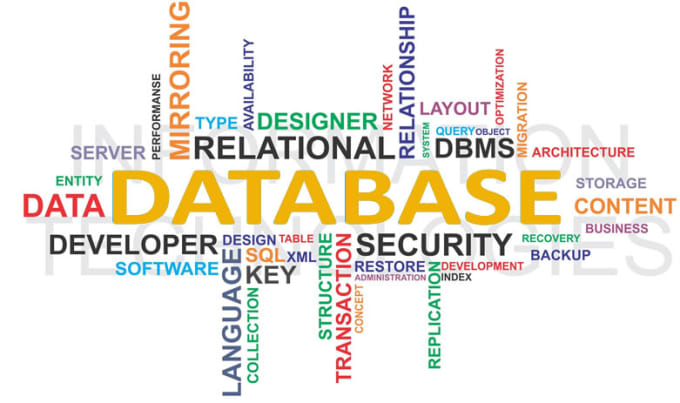 MIRRORING
PERFORMANSE
AVAILABILITY
TYPE
DESIGNER
NETWORK
RELATIONSHIP
LAYOUT
OPTIMIZATION
MIGRATION
SYSTEM
QUERY
OBJECT
INFORMATION
SERVER
RELATIONAL
DBMS
ARCHITECTURE
ENTITY
DATABASE
STORAGE
DATA
CONTENT
BUSINESS
TECHNOLOGIES
DEVELOPER
DESIGN
TABLE
SECURITY
RECOVERY
SQL
XML
BACKUP
SOFTWARE
KEY
RESTORE
DEVELOPMENT
ADMINISTRATION
INDEX
LANGUAGE
COLLECTION
STRUCTURE
TRANSACTION
CONCEPT
REPLICATION